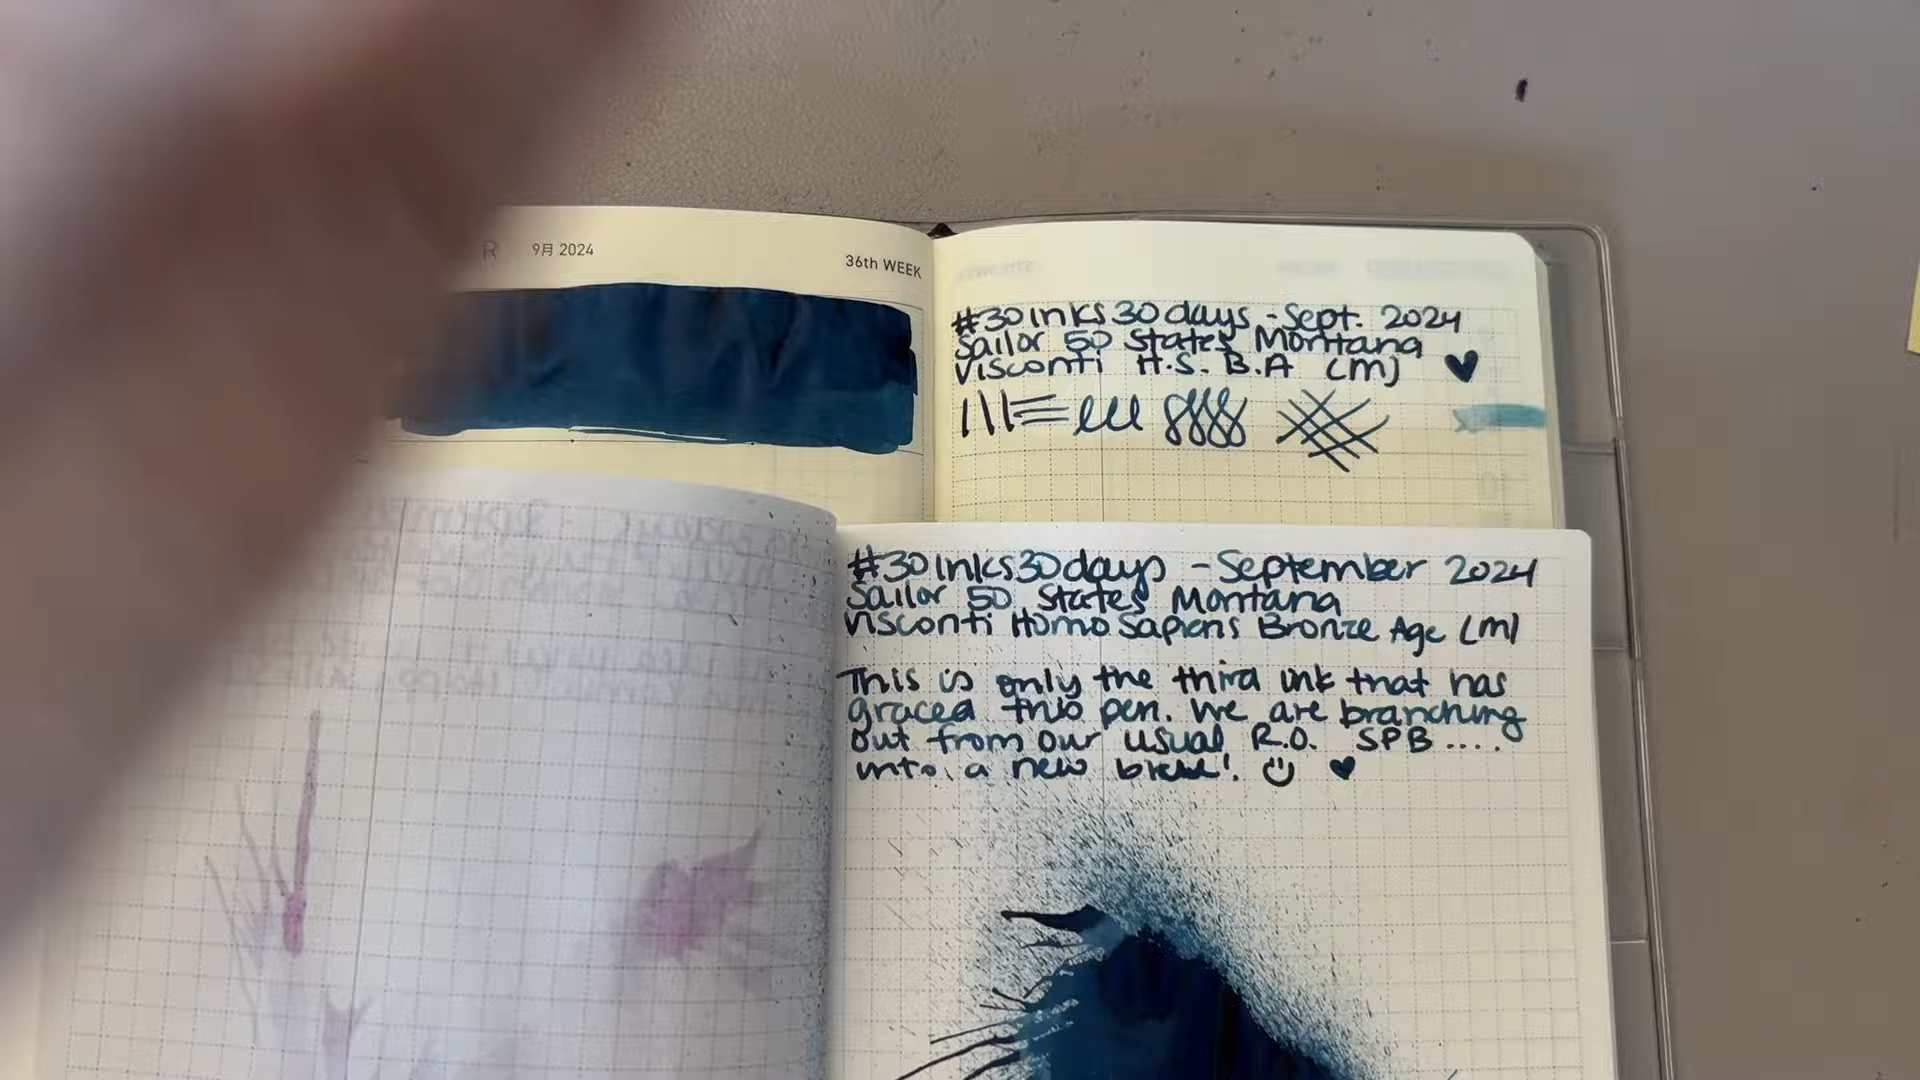 9月 2024
36th WEEK
#30inks30days - Sept. 2024
Sailor 50 States Montana
Visconti H.S. B.A (m)
#30inks30days - September 2024
Sailor 50 States Montana
Visconti Homo Sapiens Bronze Age (m)
This is only the third ink that has
graced this pen. We are branching
out from our usual R.O. SPB ....
into a new blue!